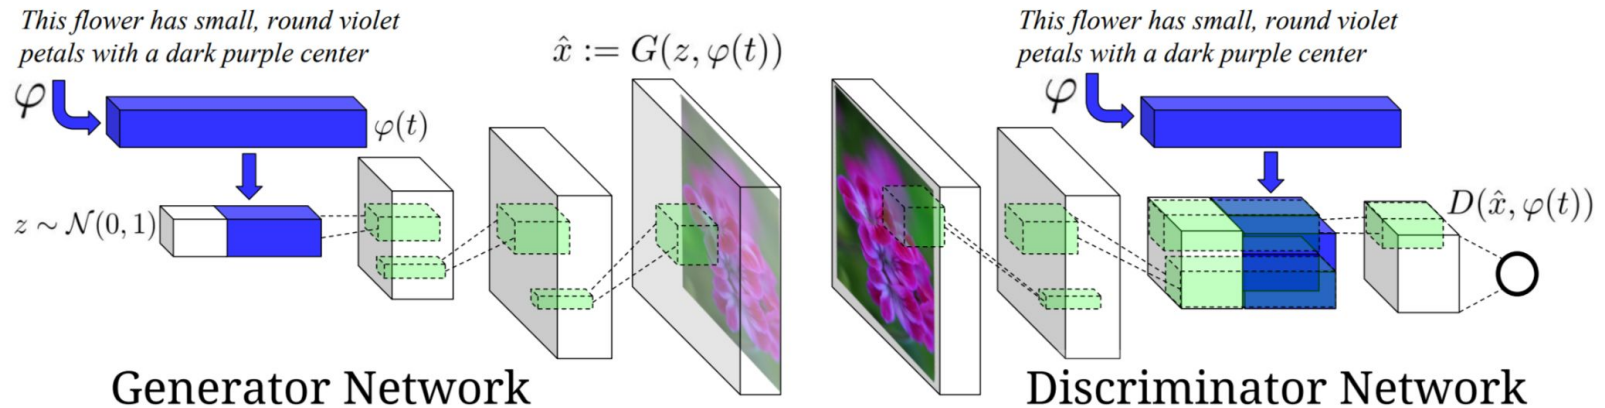 This flower has small, round violet
petals with a dark purple center
φ
φ(t)
z ~ 𝒩(0, 1)
x̂ := G(z, φ(t))
Generator Network
This flower has small, round violet
petals with a dark purple center
φ
D(x̂, φ(t))
Discriminator Network